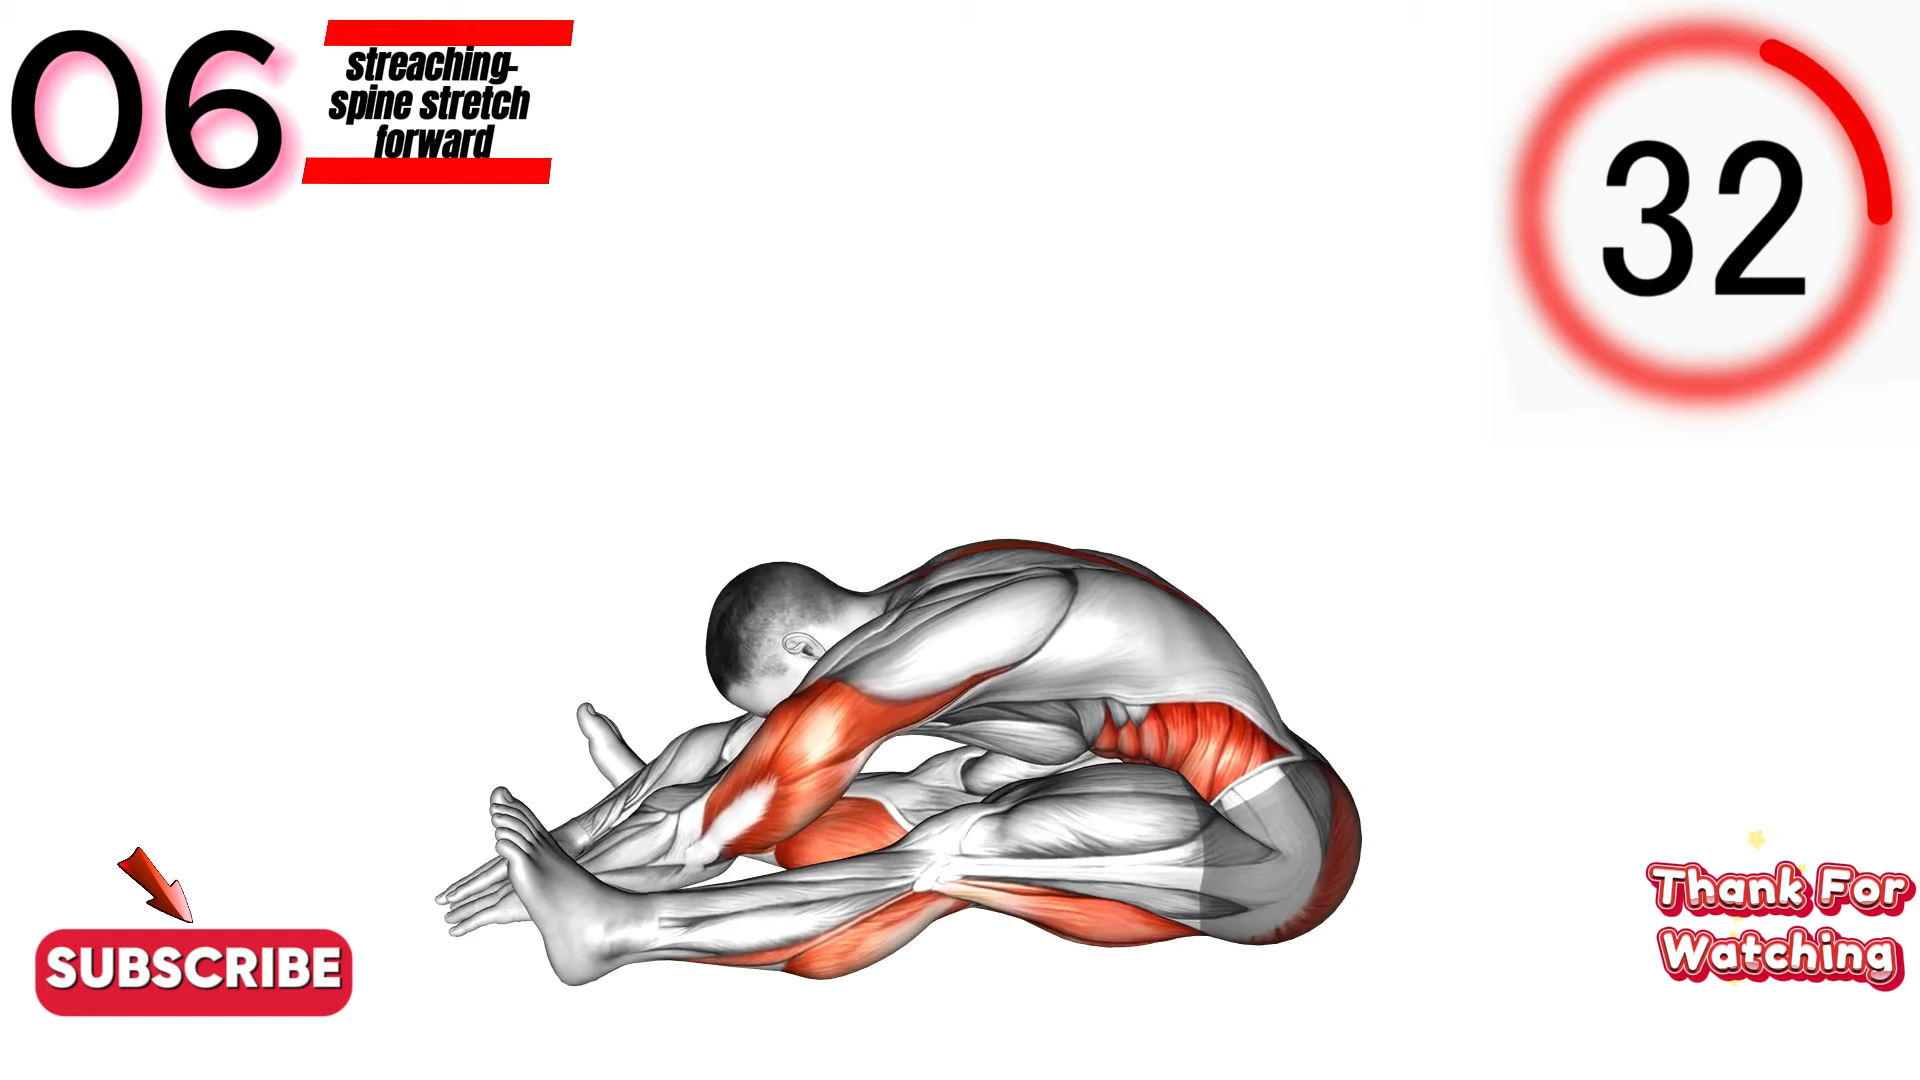 06
streaching-
spine stretch
forward
32
SUBSCRIBE
Thank For
Watching